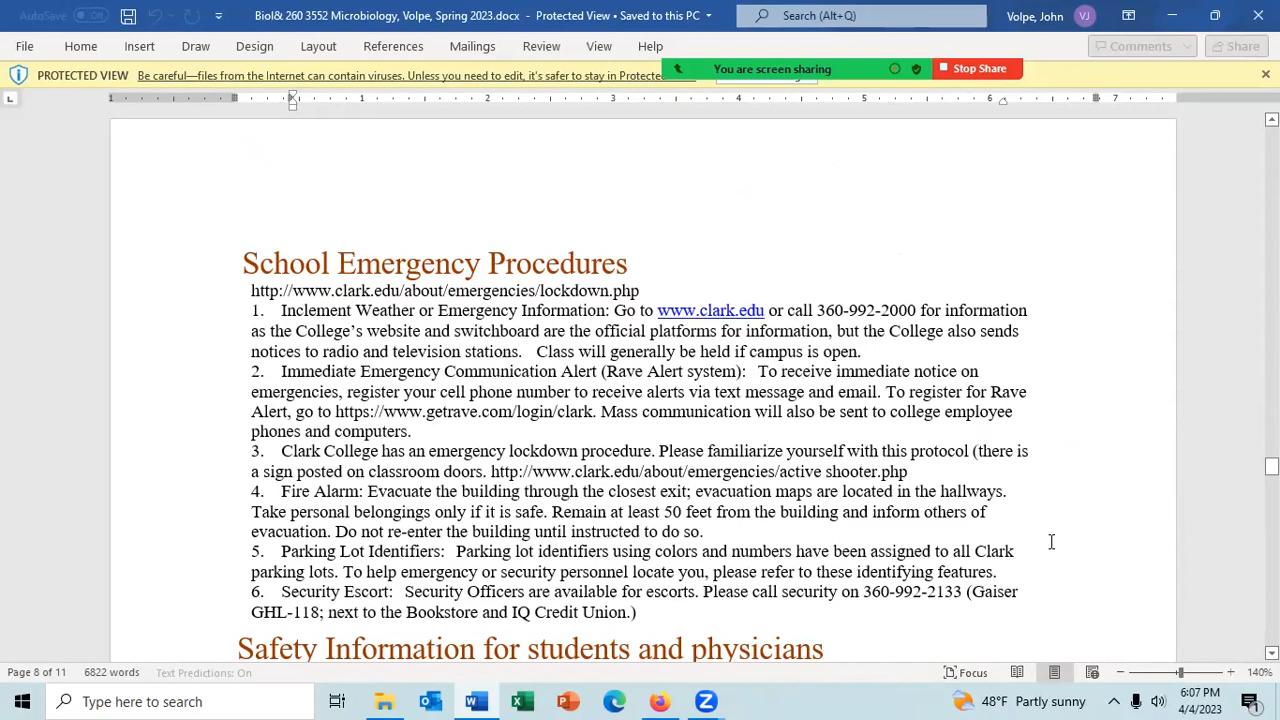 AutoSave Off Biol& 260 3552 Microbiology, Volpe, Spring 2023.docx • Protected View • Saved to this PC Search (Alt+Q) Volpe, John VJ
File Home Insert Draw Design Layout References Mailings Review View Help Comments Share
PROTECTED VIEW Be careful—files from the Internet can contain viruses. Unless you need to edit, it's safer to stay in Protected
You are screen sharing Stop Share
1 1 2 3 4 5 6 7
School Emergency Procedures
http://www.clark.edu/about/emergencies/lockdown.php
1. Inclement Weather or Emergency Information: Go to www.clark.edu or call 360-992-2000 for information
as the College's website and switchboard are the official platforms for information, but the College also sends
notices to radio and television stations. Class will generally be held if campus is open.
2. Immediate Emergency Communication Alert (Rave Alert system): To receive immediate notice on
emergencies, register your cell phone number to receive alerts via text message and email. To register for Rave
Alert, go to https://www.getrave.com/login/clark. Mass communication will also be sent to college employee
phones and computers.
3. Clark College has an emergency lockdown procedure. Please familiarize yourself with this protocol (there is
a sign posted on classroom doors. http://www.clark.edu/about/emergencies/active shooter.php
4. Fire Alarm: Evacuate the building through the closest exit; evacuation maps are located in the hallways.
Take personal belongings only if it is safe. Remain at least 50 feet from the building and inform others of
evacuation. Do not re-enter the building until instructed to do so.
5. Parking Lot Identifiers: Parking lot identifiers using colors and numbers have been assigned to all Clark
parking lots. To help emergency or security personnel locate you, please refer to these identifying features.
6. Security Escort: Security Officers are available for escorts. Please call security on 360-992-2133 (Gaiser
GHL-118; next to the Bookstore and IQ Credit Union.)
Safety Information for students and physicians
Page 8 of 11 6822 words Text Predictions: On Focus 140%
Type here to search 48°F Partly sunny 6:07 PM
4/4/2023 1